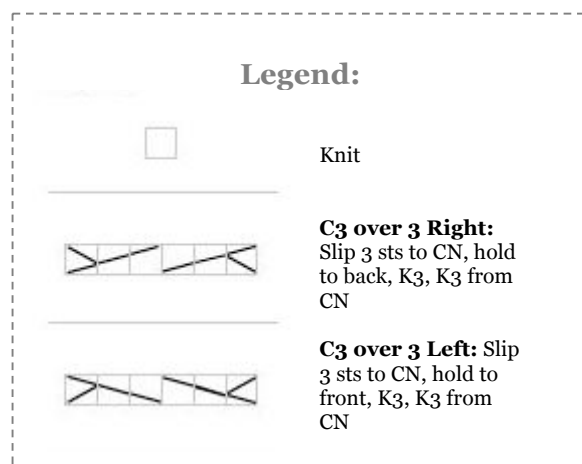 Legend:
Knit
C3 over 3 Right:
Slip 3 sts to CN, hold
to back, K3, K3 from
CN
C3 over 3 Left: Slip
3 sts to CN, hold to
front, K3, K3 from
CN